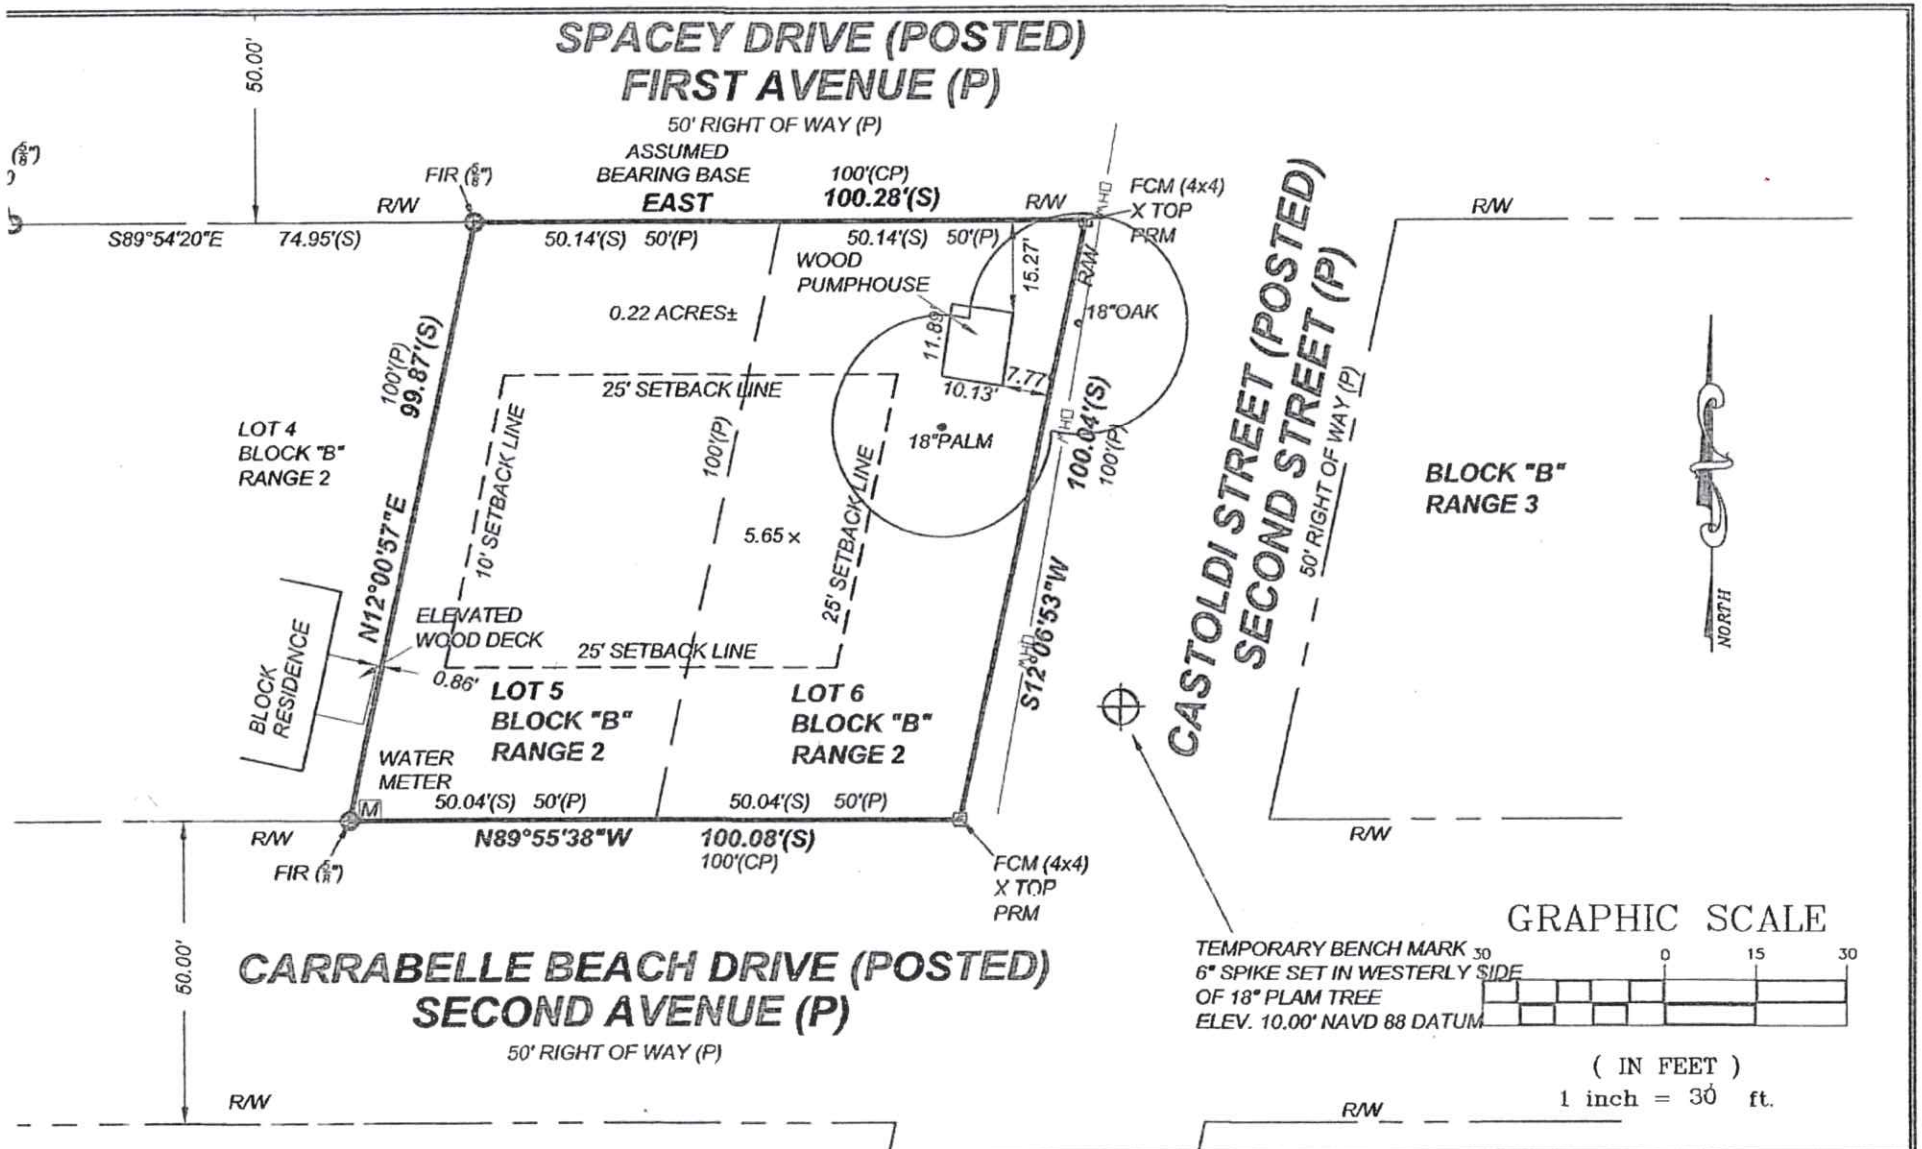 SPACEY DRIVE (POSTED)
FIRST AVENUE (P)
50' RIGHT OF WAY (P)
50.00'
(5/8")
ASSUMED
BEARING BASE
EAST
100'(CP)
100.28'(S)
FIR (5/8")
R/W
R/W
FCM (4x4)
X TOP
PRM
R/W
S89°54'20"E 74.95'(S)
50.14'(S) 50'(P)
50.14'(S) 50'(P)
R/W
OHW
WOOD
PUMPHOUSE
15.27'
11.89'
10.13'
7.77
18"OAK
18"PALM
0.22 ACRES±
100'(P)
99.87'(S)
N12°00'57"E
LOT 4
BLOCK "B"
RANGE 2
25' SETBACK LINE
10' SETBACK LINE
100'(P)
25' SETBACK LINE
5.65 ×
25' SETBACK LINE
OHW
100.04'(S)
100'(P)
S12°06'53"W
OHW
CASTOLDI STREET (POSTED)
SECOND STREET (P)
50' RIGHT OF WAY (P)
BLOCK "B"
RANGE 3
NORTH
ELEVATED
WOOD DECK
0.86'
BLOCK
RESIDENCE
LOT 5
BLOCK "B"
RANGE 2
LOT 6
BLOCK "B"
RANGE 2
WATER
METER
M
50.04'(S) 50'(P)
50.04'(S) 50'(P)
R/W
N89°55'38"W
100.08'(S)
100'(CP)
R/W
FIR (5/8")
FCM (4x4)
X TOP
PRM
50.00'
CARRABELLE BEACH DRIVE (POSTED)
SECOND AVENUE (P)
50' RIGHT OF WAY (P)
TEMPORARY BENCH MARK
6" SPIKE SET IN WESTERLY SIDE
OF 18" PLAM TREE
ELEV. 10.00' NAVD 88 DATUM
GRAPHIC SCALE
30 0 15 30
( IN FEET )
1 inch = 30 ft.
R/W
R/W